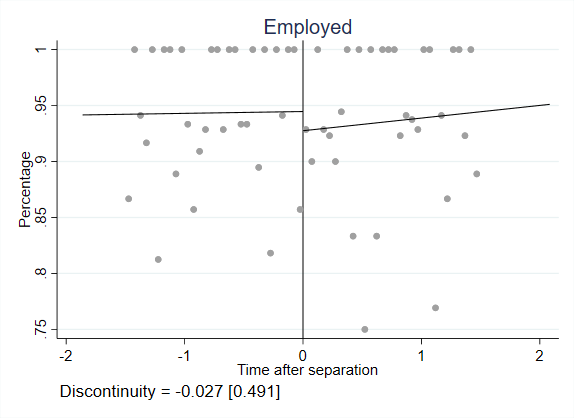 Employed
1
.95
.9
.85
.8
.75
Percentage
-2
-1
0
1
2
Time after separation
Discontinuity = -0.027 [0.491]